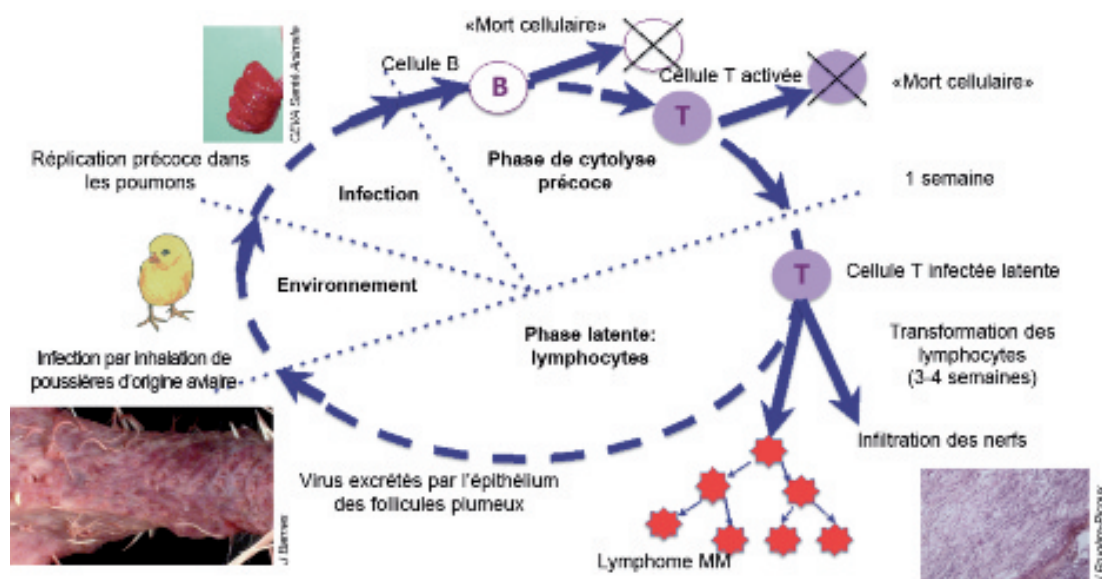 «Mort cellulaire»
Cellule B
B
Cellule T activée
«Mort cellulaire»
T
CEVA Santé Animale
Réplication précoce dans
les poumons
Phase de cytolyse
précoce
1 semaine
Infection
Environnement
T
Cellule T infectée latente
Phase latente:
lymphocytes
Transformation des
lymphocytes
(3-4 semaines)
Infection par inhalation de
poussières d'origine aviaire
Infiltration des nerfs
Virus excrétés par l'épithélium
des follicules plumeux
Lymphome MM